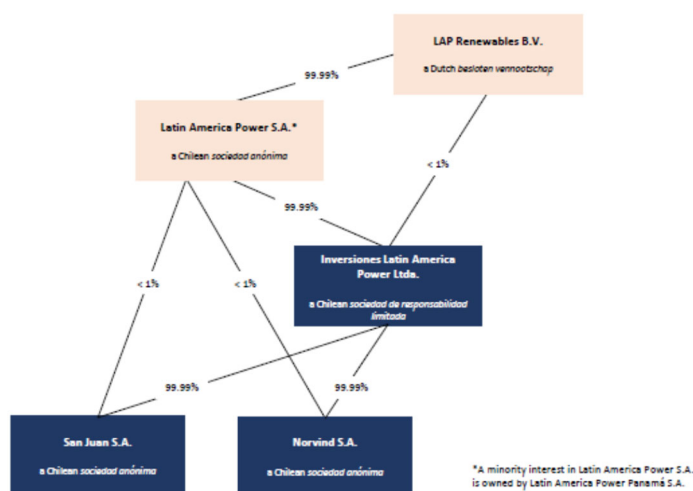 LAP Renewables B.V.
a Dutch besloten vennootschap
99.99%
Latin America Power S.A.*
a Chilean sociedad anónima
< 1%
99.99%
Inversiones Latin America
Power Ltda.
a Chilean sociedad de responsabilidad
limitada
< 1%
< 1%
99.99%
99.99%
San Juan S.A.
a Chilean sociedad anónima
Norvind S.A.
a Chilean sociedad anónima
*A minority interest in Latin America Power S.A.
is owned by Latin America Power Panamá S.A.